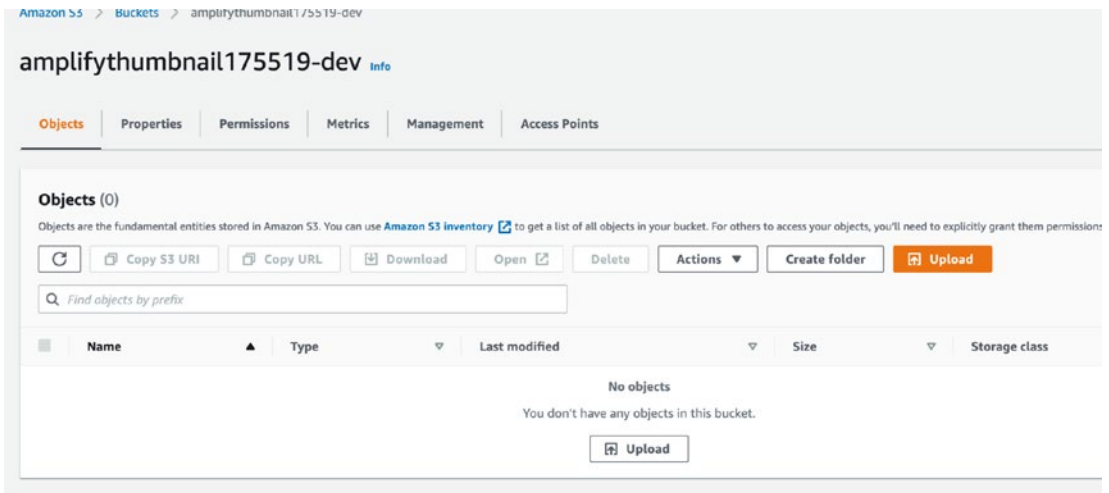 Amazon S3 > Buckets > amplifythumbnail175519-dev
amplifythumbnail175519-dev Info
Objects Properties Permissions Metrics Management Access Points
Objects (0)
Objects are the fundamental entities stored in Amazon S3. You can use Amazon S3 inventory to get a list of all objects in your bucket. For others to access your objects, you'll need to explicitly grant them permissions
Copy S3 URI Copy URL Download Open Delete Actions ▼ Create folder Upload
Find objects by prefix
Name ▲ Type ▽ Last modified ▽ Size ▽ Storage class
No objects
You don't have any objects in this bucket.
Upload